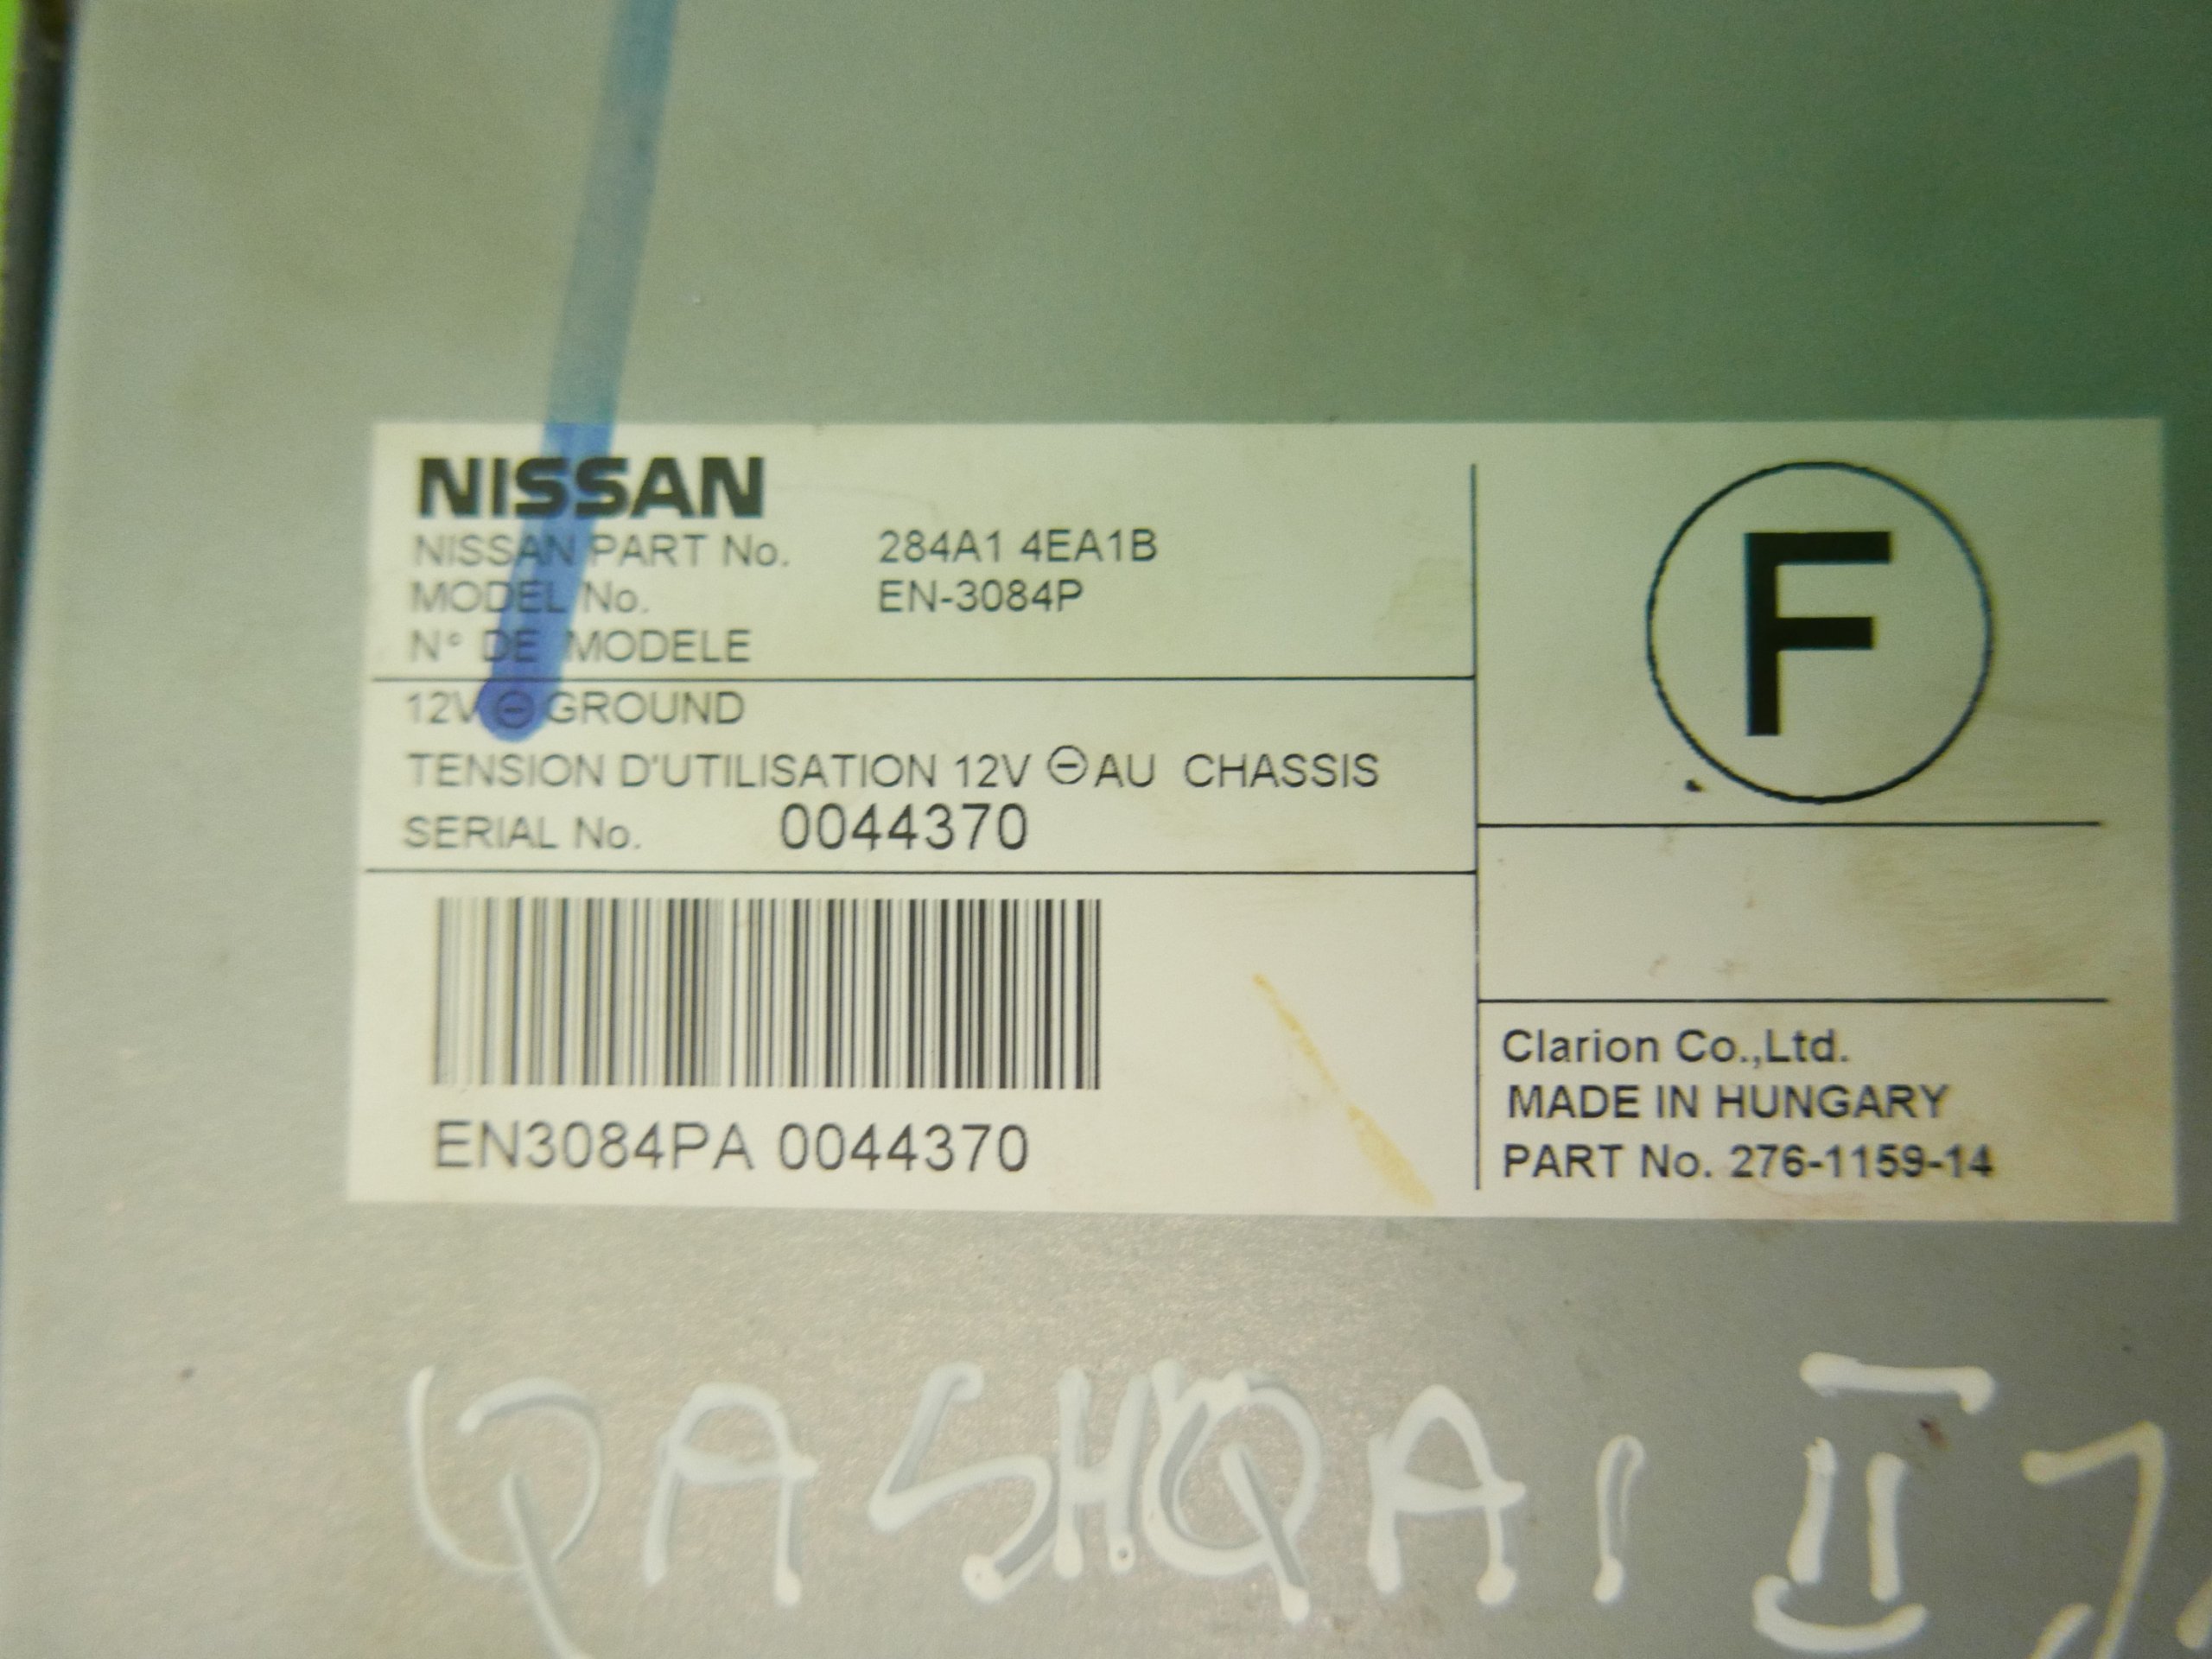 NISSAN
NISSAN PART No. 284A1 4EA1B
MODEL No. EN-3084P
N° DE MODELE
12V ⊖ GROUND
TENSION D'UTILISATION 12V ⊖ AU CHASSIS
SERIAL No. 0044370
EN3084PA 0044370
F
Clarion Co.,Ltd.
MADE IN HUNGARY
PART No. 276-1159-14
QASHQAI II